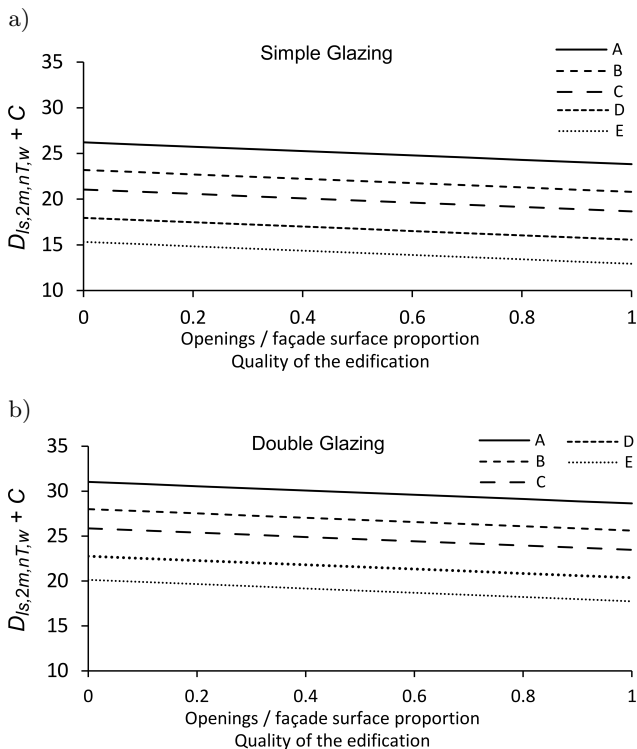 a)
Simple Glazing
A
B
C
D
E
D_{ls,2m,nT,w} + C
35
30
25
20
15
10
0 0.2 0.4 0.6 0.8 1
Openings / façade surface proportion
Quality of the edification
b)
Double Glazing
A D
B E
C
D_{ls,2m,nT,w} + C
35
30
25
20
15
10
0 0.2 0.4 0.6 0.8 1
Openings / façade surface proportion
Quality of the edification